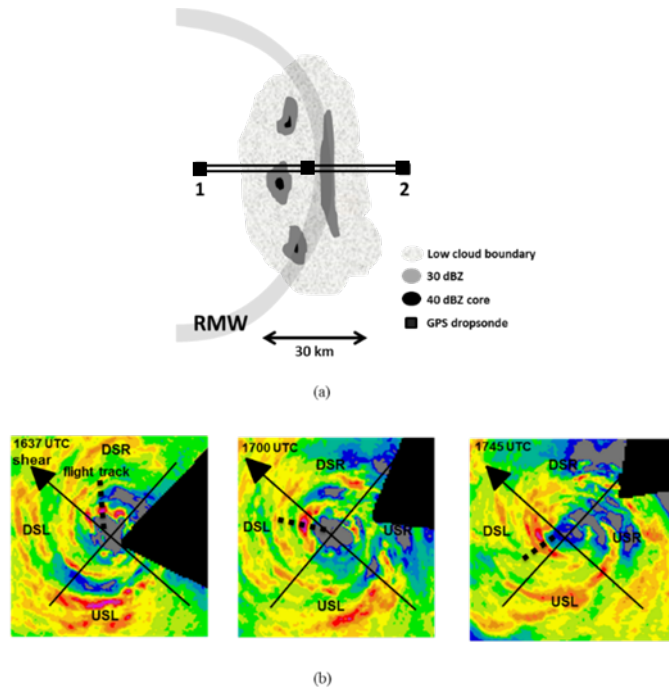 1
2
Low cloud boundary
30 dBZ
40 dBZ core
GPS dropsonde
RMW
30 km
(a)
1637 UTC
shear
DSR
flight track
DSL
USL
1700 UTC
DSR
DSL
USR
USL
1745 UTC
DSR
DSL
USR
USL
(b)